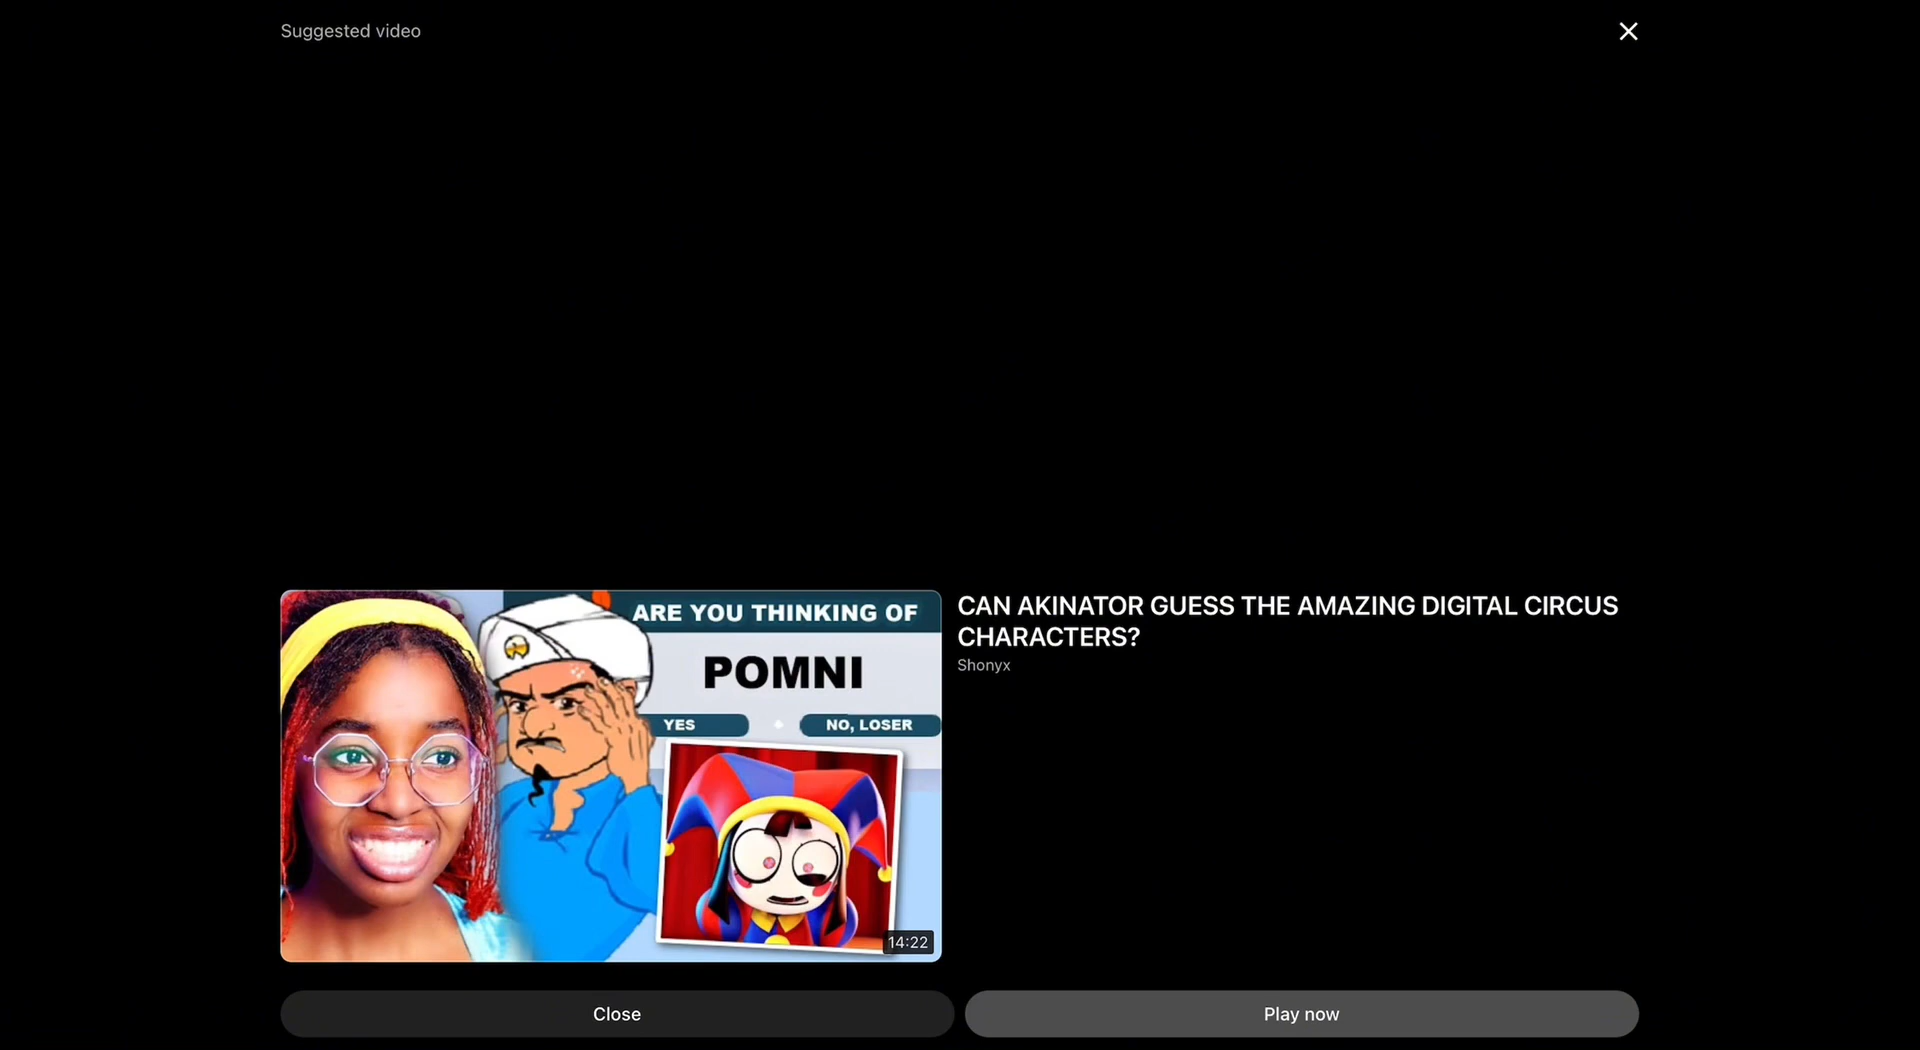 Suggested video
ARE YOU THINKING OF
POMNI
YES
NO, LOSER
14:22
CAN AKINATOR GUESS THE AMAZING DIGITAL CIRCUS
CHARACTERS?
Shonyx
Close
Play now